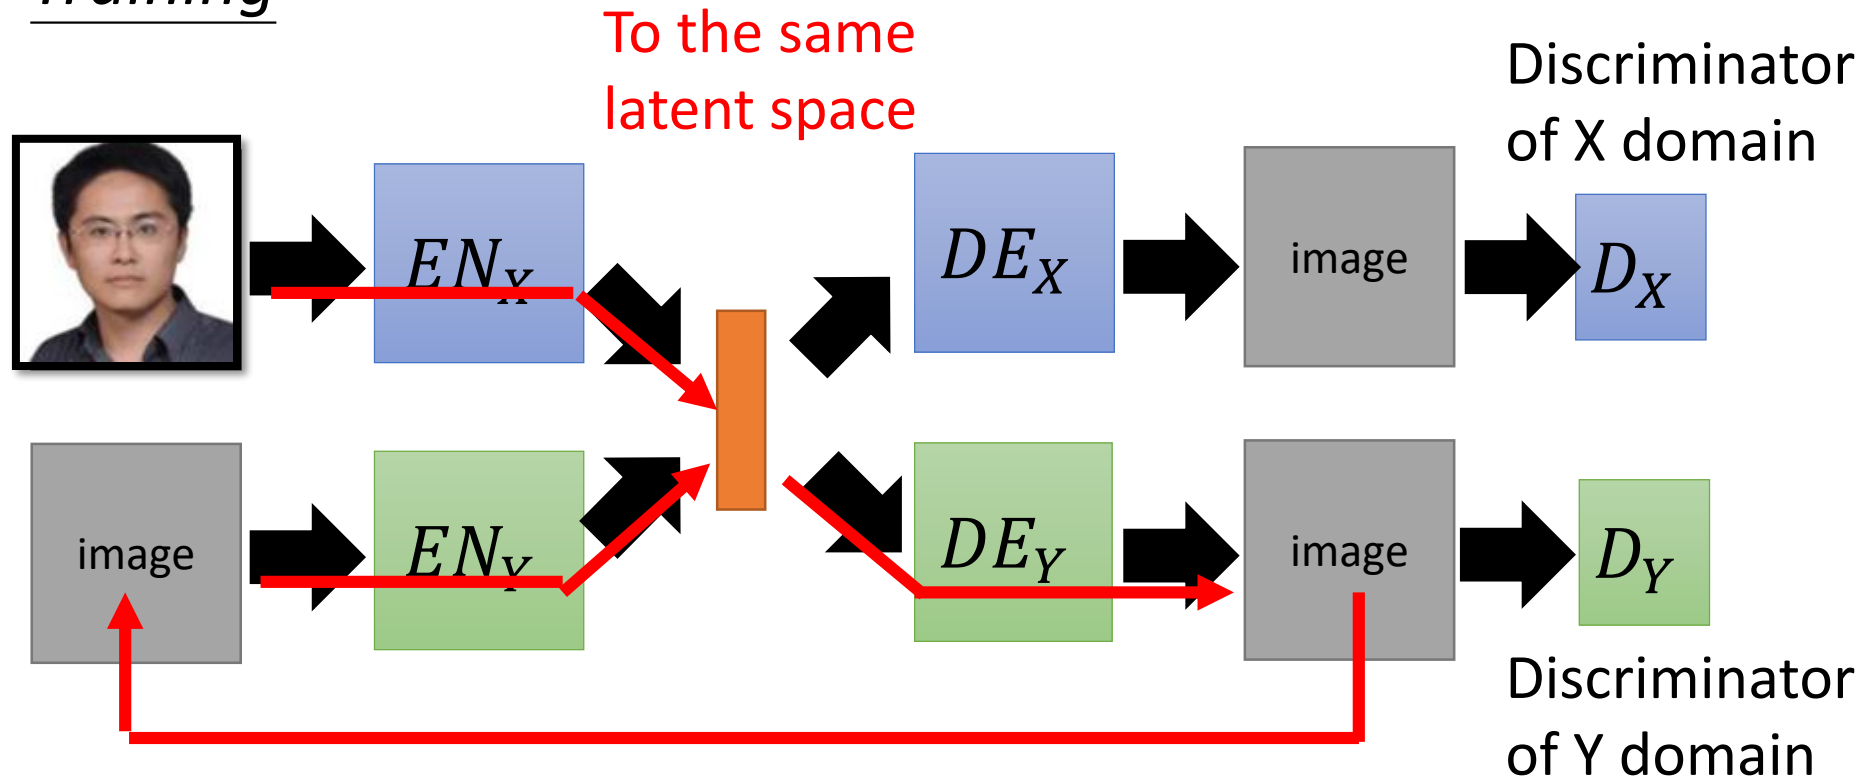 Training
To the same
latent space
Discriminator
of X domain
EN_X
DE_X
image
D_X
image
EN_Y
DE_Y
image
D_Y
Discriminator
of Y domain